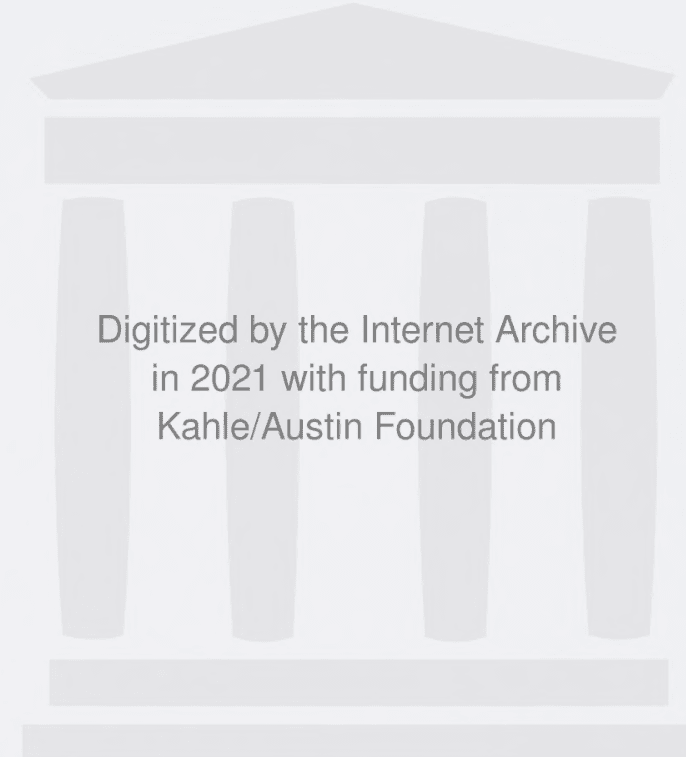 Digitized by the Internet Archive
in 2021 with funding from
Kahle/Austin Foundation